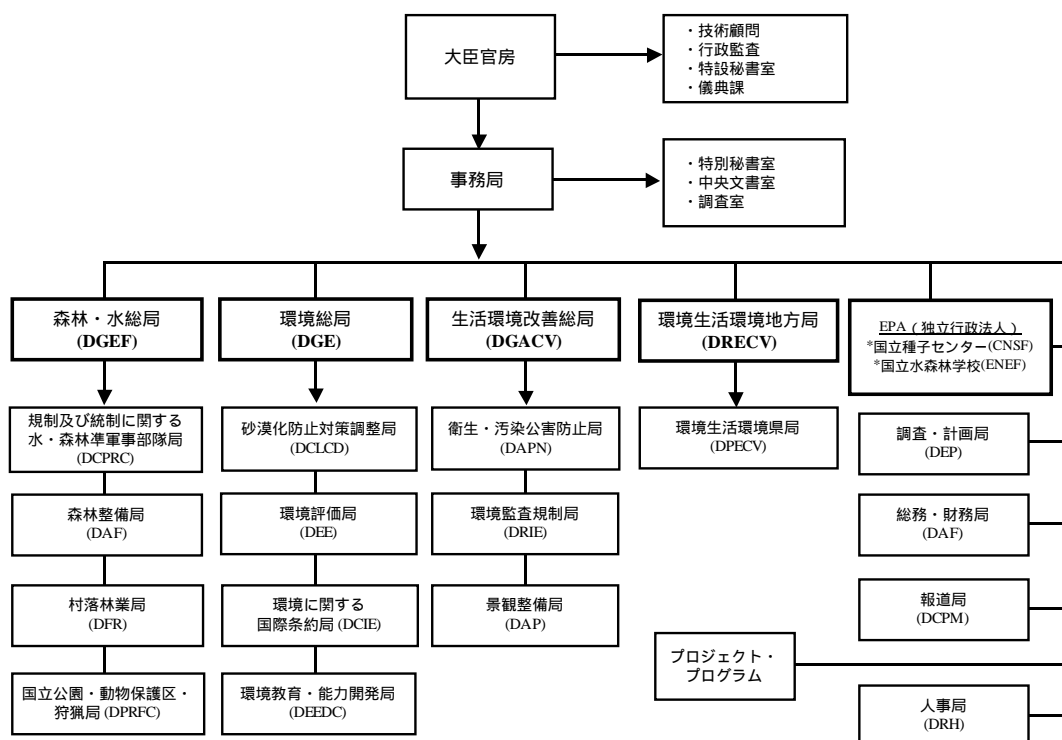 大臣官房
・技術顧問
・行政監査
・特設秘書室
・儀典課
事務局
・特別秘書室
・中央文書室
・調査室
森林・水総局
(DGEF)
環境総局
(DGE)
生活環境改善総局
(DGACV)
環境生活環境地方局
(DRECV)
EPA（独立行政法人）
*国立種子センター(CNSF)
*国立水森林学校(ENEF)
規制及び統制に関する
水・森林準軍事部隊局
(DCPRC)
砂漠化防止対策調整局
(DCLCD)
衛生・汚染公害防止局
(DAPN)
環境生活環境県局
(DPECV)
調査・計画局
(DEP)
森林整備局
(DAF)
環境評価局
(DEE)
環境監査規制局
(DRIE)
総務・財務局
(DAF)
村落林業局
(DFR)
環境に関する
国際条約局 (DCIE)
景観整備局
(DAP)
報道局
(DCPM)
プロジェクト・
プログラム
国立公園・動物保護区・
狩猟局 (DPRFC)
環境教育・能力開発局
(DEEDC)
人事局
(DRH)